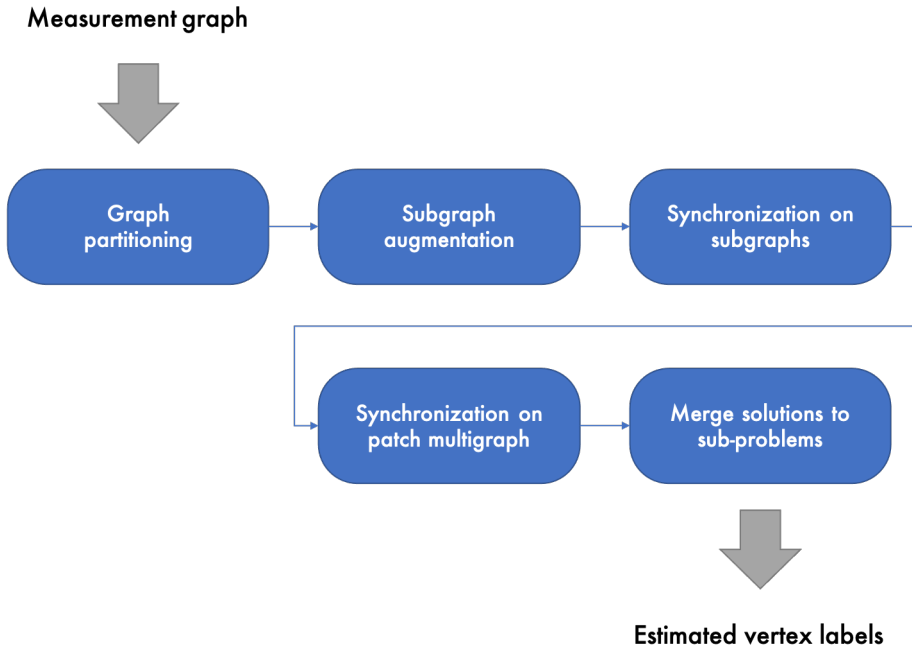 Measurement graph
Graph
partitioning
Subgraph
augmentation
Synchronization on
subgraphs
Synchronization on
patch multigraph
Merge solutions to
sub-problems
Estimated vertex labels